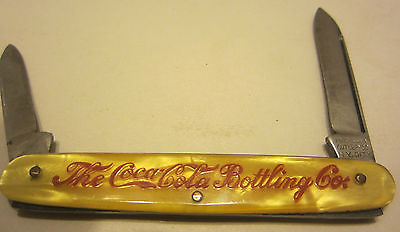 The Coca-Cola Bottling Co.